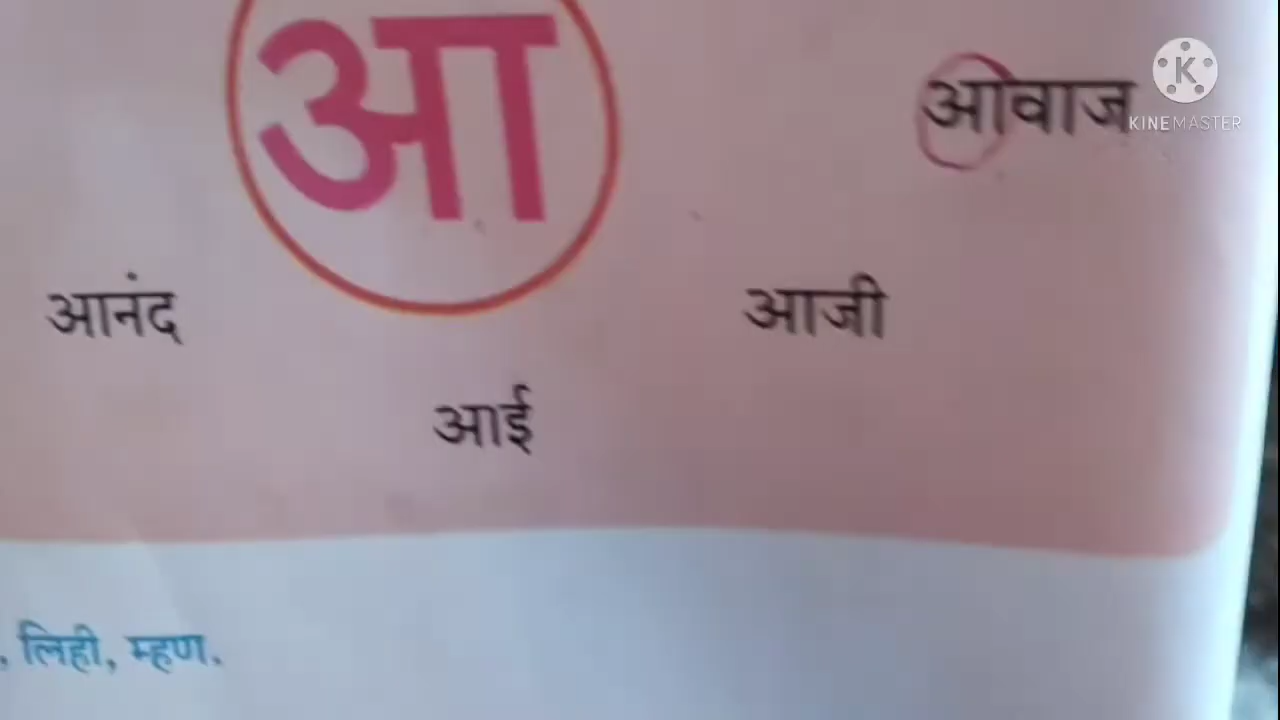 आ
आवाज
KINEMASTER
आनंद
आजी
आई
. लिही, म्हण.